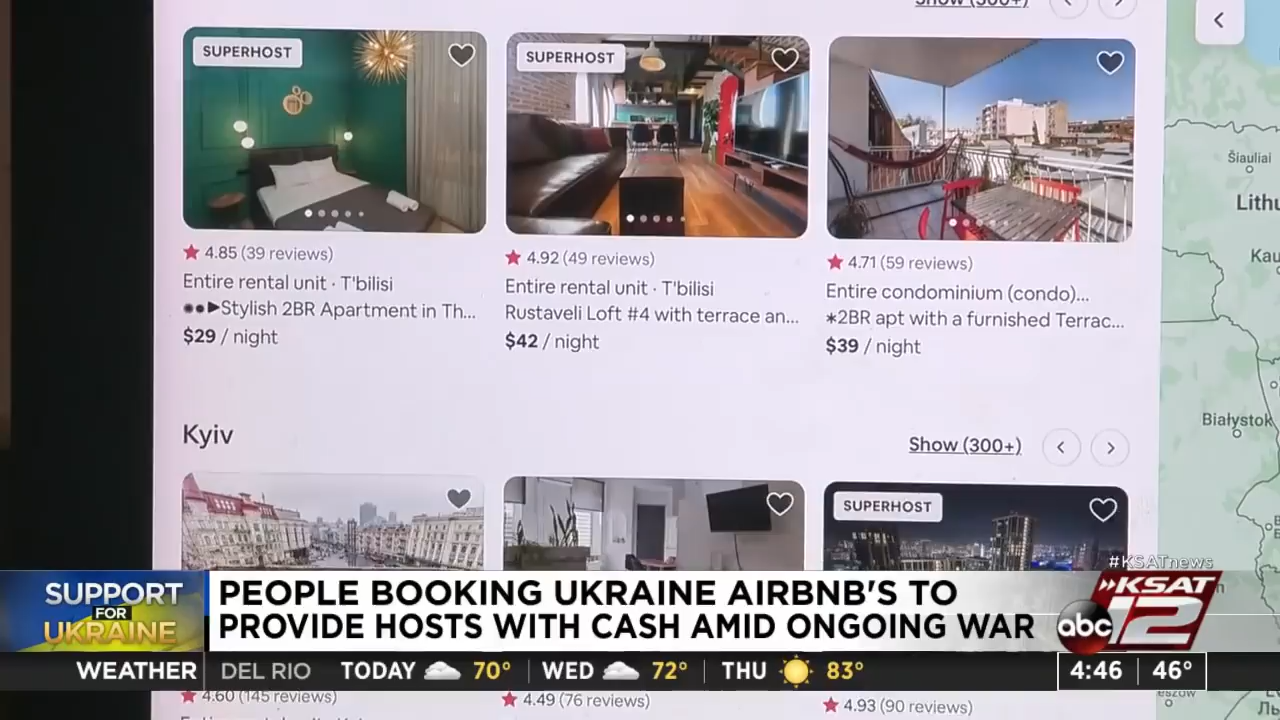 Show (300+)
SUPERHOST
SUPERHOST
4.85 (39 reviews)
Entire rental unit · T'bilisi
●●▶Stylish 2BR Apartment in Th...
$29 / night
4.92 (49 reviews)
Entire rental unit · T'bilisi
Rustaveli Loft #4 with terrace an...
$42 / night
4.71 (59 reviews)
Entire condominium (condo)...
✶2BR apt with a furnished Terrac...
$39 / night
Šiauliai
Lithu
Kau
Białystok
Kyiv
Show (300+)
SUPERHOST
#KSATnews
SUPPORT
FOR
UKRAINE
PEOPLE BOOKING UKRAINE AIRBNB'S TO
PROVIDE HOSTS WITH CASH AMID ONGOING WAR
abc
KSAT
12
WEATHER DEL RIO TODAY 70° WED 72° THU 83°
4:46 46°
4.60 (145 reviews)
4.49 (76 reviews)
4.93 (90 reviews)